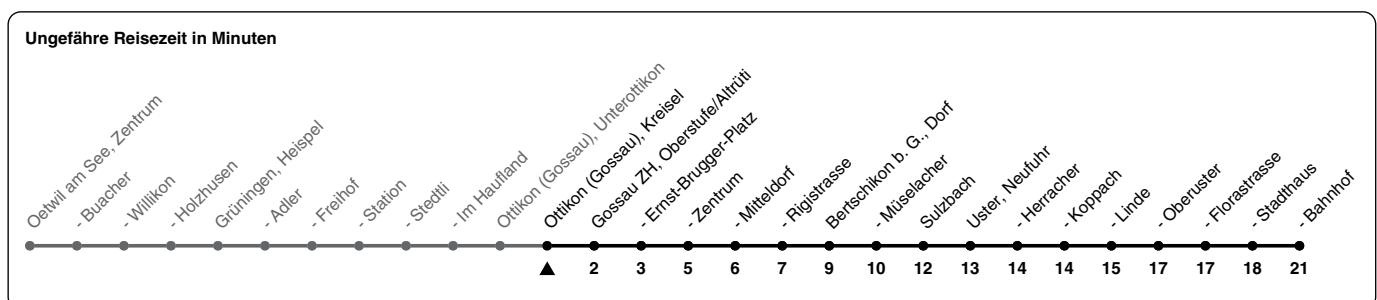 Ungefähre Reisezeit in Minuten
Oetwil am See, Zentrum
- Buacher
- Willikon
- Holzhusen
Grüningen, Heispel
- Adler
- Freihof
- Station
- Stedtli
- Im Haufland
Ottikon (Gossau), Unterottikon
Ottikon (Gossau), Kreisel
Gossau ZH, Oberstufe/Altrüti
- Ernst-Brugger-Platz
- Zentrum
- Mitteldorf
- Rigistrasse
Bertschikon b. G., Dorf
- Müselacher
Sulzbach
Uster, Neufuhr
- Herracher
- Koppach
- Linde
- Oberuster
- Florastrasse
- Stadthaus
- Bahnhof
2 3 5 6 7 9 10 12 13 14 14 15 17 17 18 21